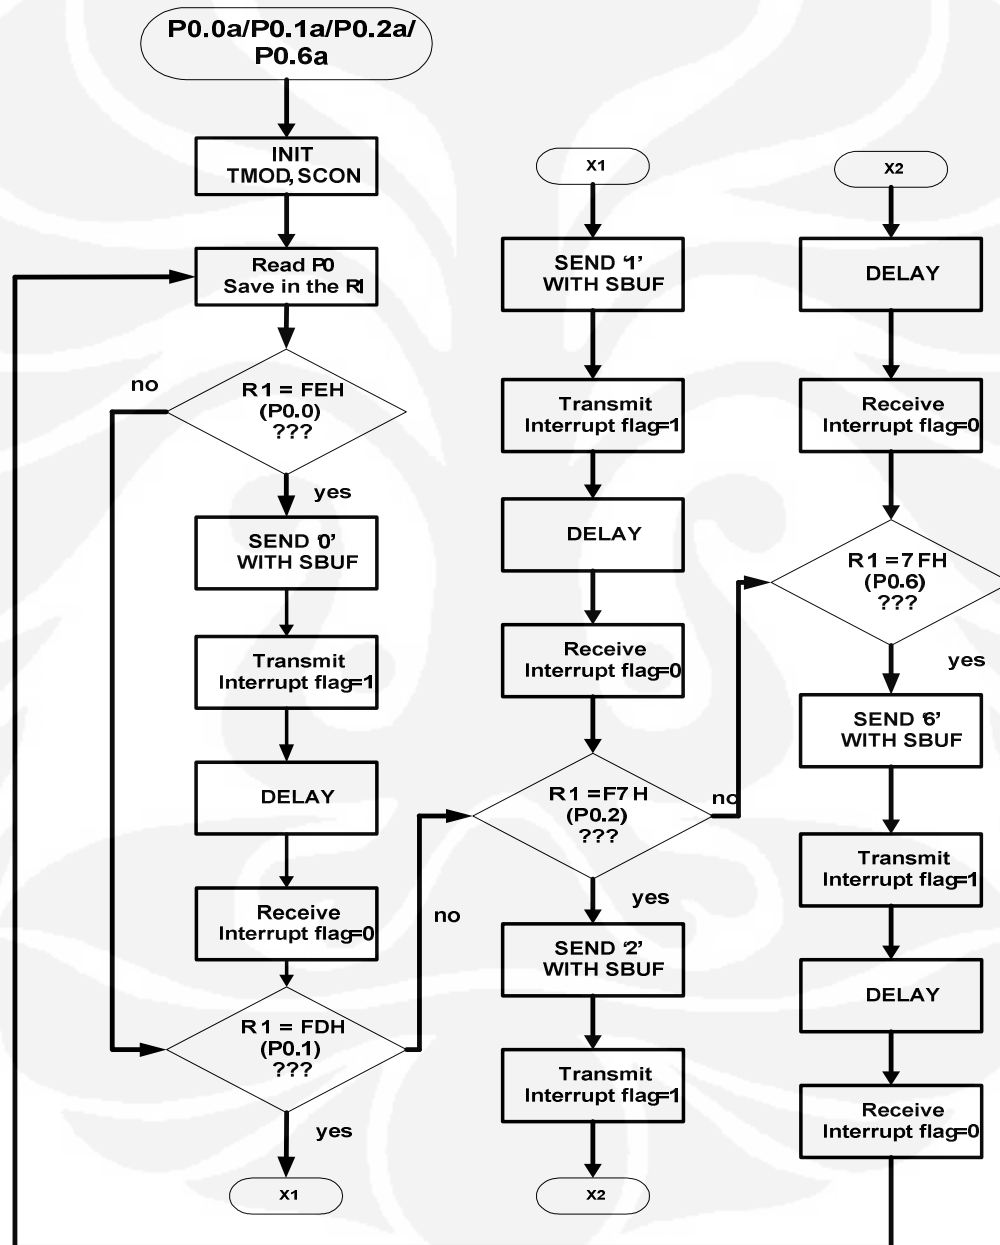 P0.0a/P0.1a/P0.2a/
P0.6a
INIT
TMOD, SCON
Read P0
Save in the R1
no
R1 = FEH
(P0.0)
???
yes
SEND '0'
WITH SBUF
Transmit
Interrupt flag=1
DELAY
Receive
Interrupt flag=0
R1 = FDH
(P0.1)
???
no
yes
X1
X1
SEND '1'
WITH SBUF
Transmit
Interrupt flag=1
DELAY
Receive
Interrupt flag=0
R1 = F7H
(P0.2)
???
no
yes
SEND '2'
WITH SBUF
Transmit
Interrupt flag=1
X2
X2
DELAY
Receive
Interrupt flag=0
R1 = 7FH
(P0.6)
???
yes
SEND '6'
WITH SBUF
Transmit
Interrupt flag=1
DELAY
Receive
Interrupt flag=0